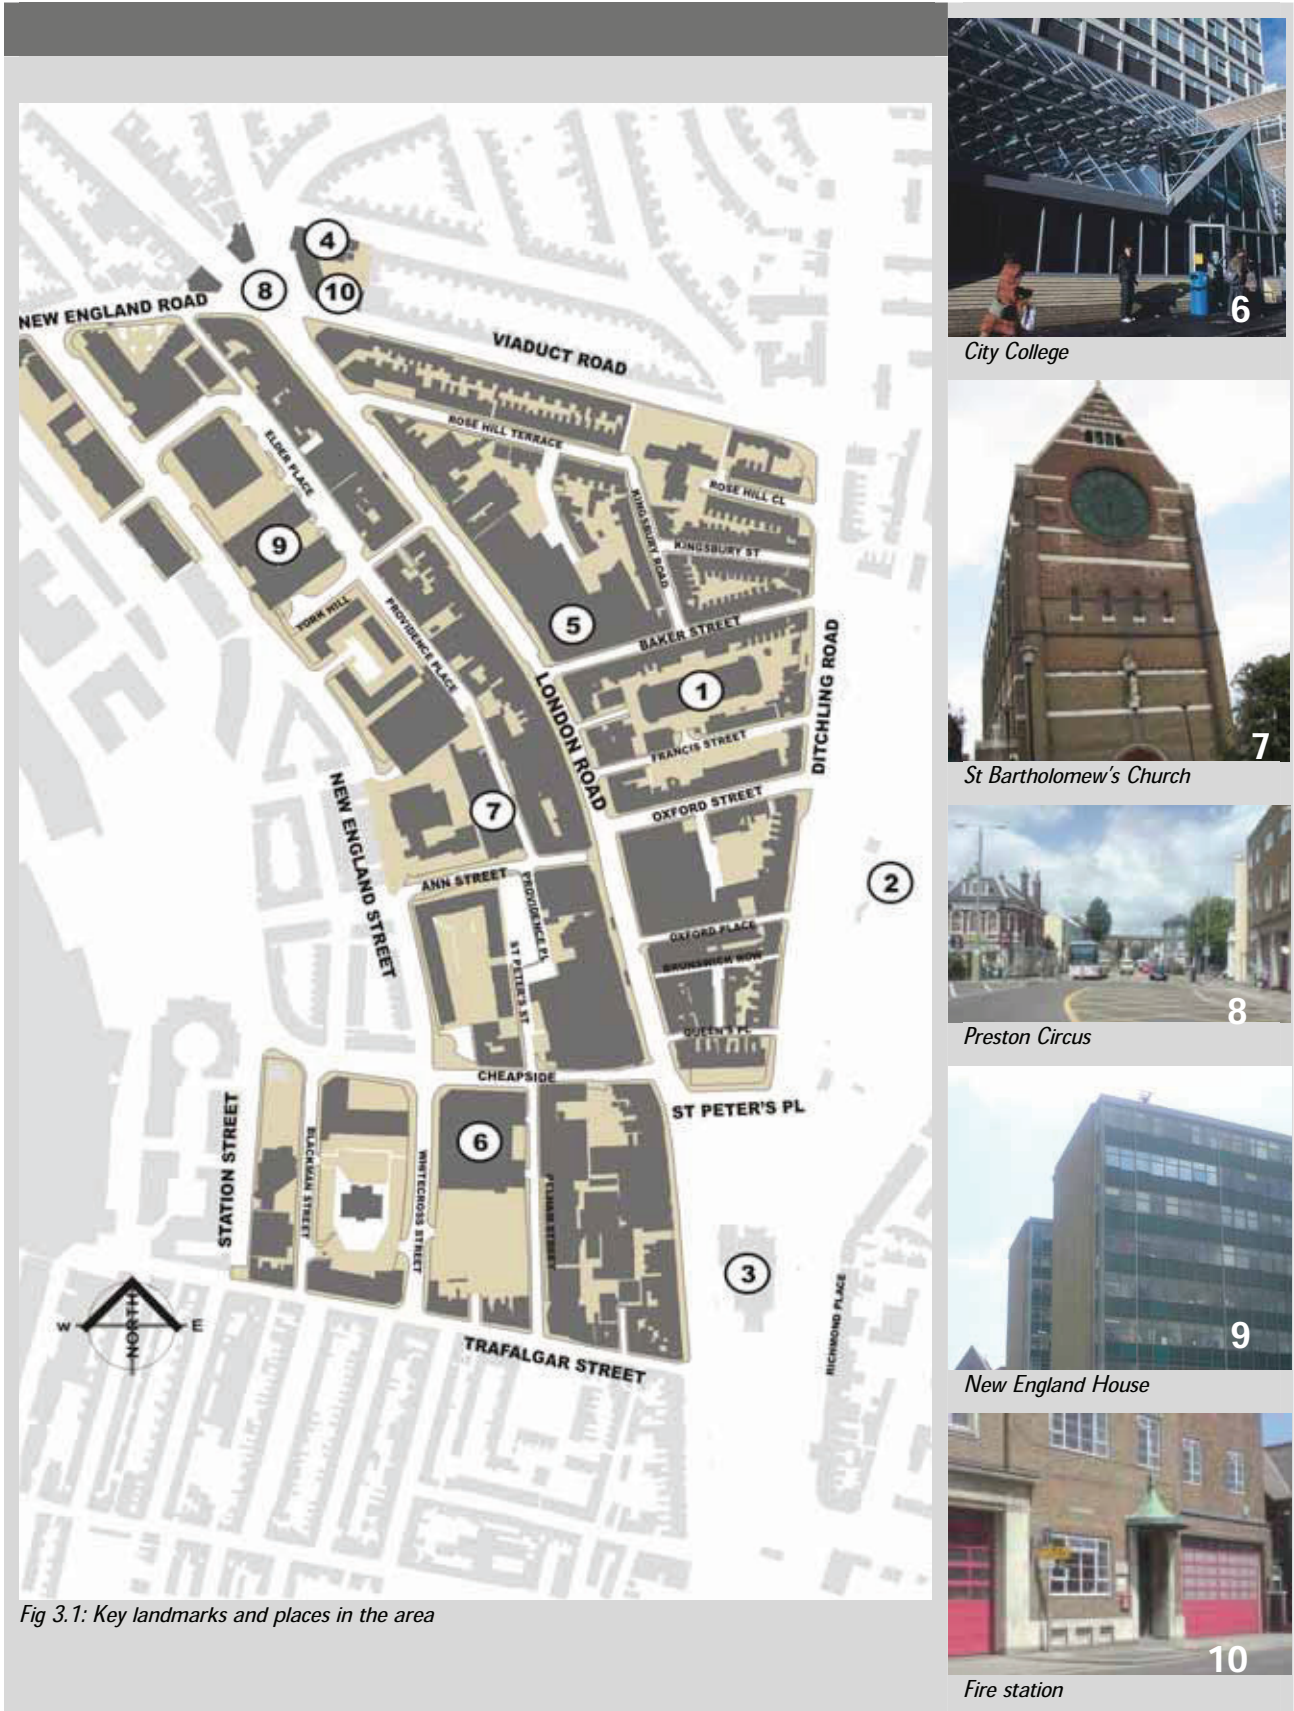 6
City College
7
St Bartholomew's Church
8
Preston Circus
9
New England House
10
Fire station
4
8
10
NEW ENGLAND ROAD
VIADUCT ROAD
ROSE HILL TERRACE
ELDER PLACE
ROSE HILL CL
KINGSBURY ROAD
KINGSBURY ST
9
YORK HILL
PROVIDENCE PLACE
5
BAKER STREET
1
LONDON ROAD
DITCHLING ROAD
FRANCIS STREET
OXFORD STREET
NEW ENGLAND STREET
7
ANN STREET
PROVIDENCE PL
2
ST PETER'S ST
OXFORD PLACE
BRUNSWICK ROW
QUEEN'S PL
CHEAPSIDE
ST PETER'S PL
STATION STREET
BLACKMAN STREET
WHITECROSS STREET
6
PELHAM STREET
3
RICHMOND PLACE
W
NORTH
E
TRAFALGAR STREET
Fig 3.1: Key landmarks and places in the area